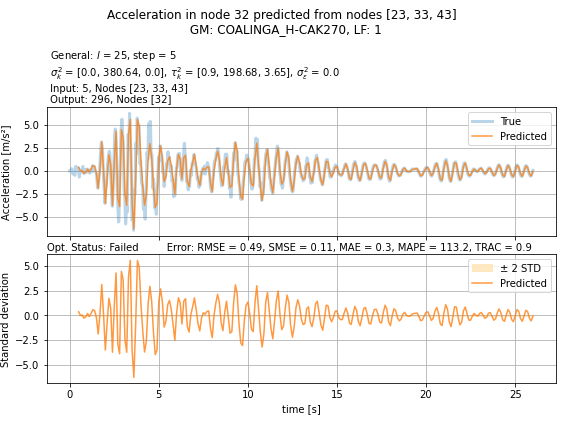 Acceleration in node 32 predicted from nodes [23, 33, 43]
GM: COALINGA_H-CAK270, LF: 1
General: l = 25, step = 5
σ²ₖ = [0.0, 380.64, 0.0], τ²ₖ = [0.9, 198.68, 3.65], σ²ₑ = 0.0
Input: 5, Nodes [23, 33, 43]
Output: 296, Nodes [32]
Acceleration [m/s²]
5.0
2.5
0.0
−2.5
−5.0
True
Predicted
Opt. Status: Failed Error: RMSE = 0.49, SMSE = 0.11, MAE = 0.3, MAPE = 113.2, TRAC = 0.9
Standard deviation
5.0
2.5
0.0
−2.5
−5.0
± 2 STD
Predicted
0 5 10 15 20 25
time [s]